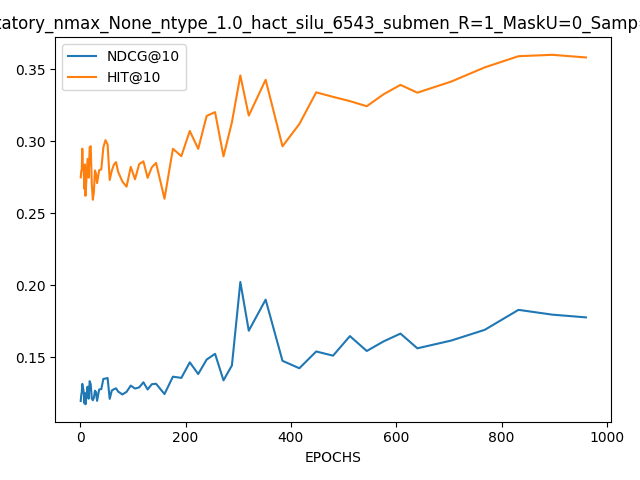 tatory_nmax_None_ntype_1.0_hact_silu_6543_submen_R=1_MaskU=0_Samp
NDCG@10
HIT@10
0.35
0.30
0.25
0.20
0.15
0 200 400 600 800 1000
EPOCHS